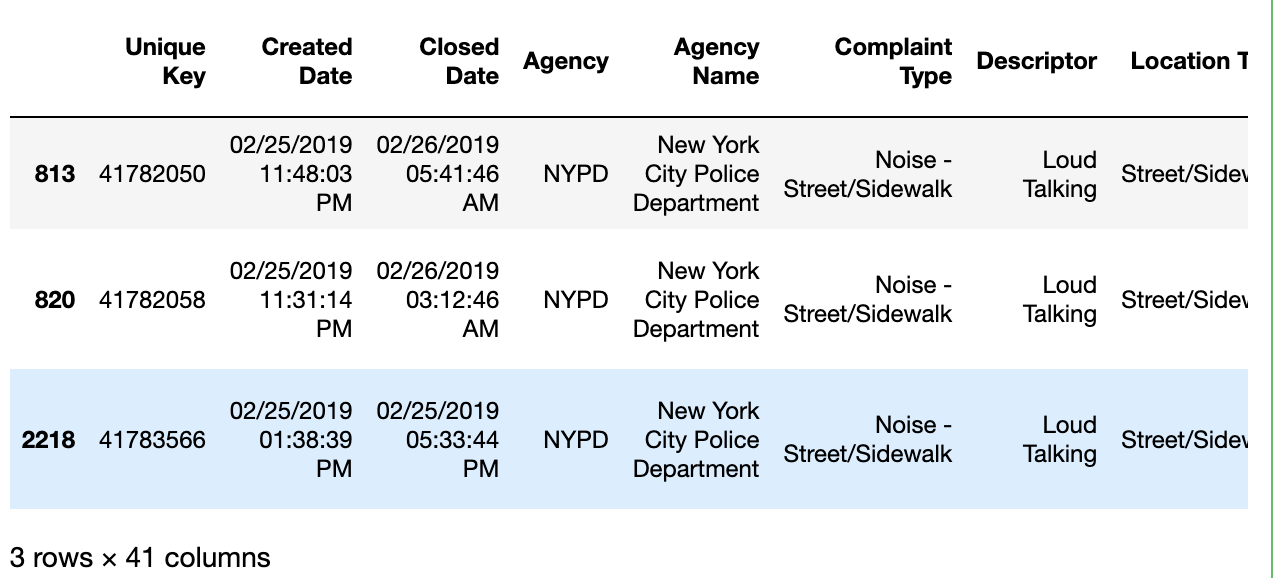 Unique Key Created Date Closed Date Agency Agency Name Complaint Type Descriptor Location T
813 41782050 02/25/2019 11:48:03 PM 02/26/2019 05:41:46 AM NYPD New York City Police Department Noise - Street/Sidewalk Loud Talking Street/Sidew
820 41782058 02/25/2019 11:31:14 PM 02/26/2019 03:12:46 AM NYPD New York City Police Department Noise - Street/Sidewalk Loud Talking Street/Sidew
2218 41783566 02/25/2019 01:38:39 PM 02/25/2019 05:33:44 PM NYPD New York City Police Department Noise - Street/Sidewalk Loud Talking Street/Sidew
3 rows × 41 columns